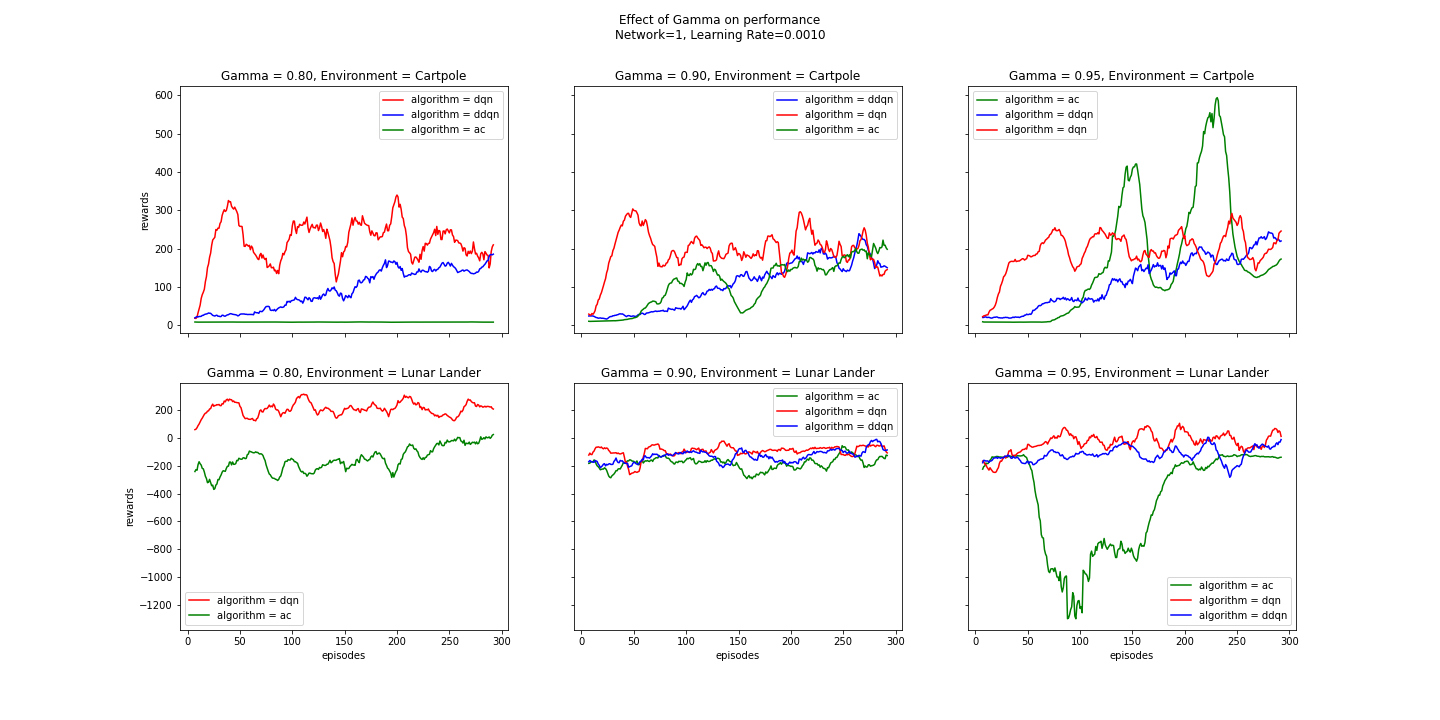 Effect of Gamma on performance
Network=1, Learning Rate=0.0010
Gamma = 0.80, Environment = Cartpole
600
500
400
300
200
100
0
rewards
algorithm = dqn
algorithm = ddqn
algorithm = ac
Gamma = 0.90, Environment = Cartpole
algorithm = ddqn
algorithm = dqn
algorithm = ac
Gamma = 0.95, Environment = Cartpole
algorithm = ac
algorithm = ddqn
algorithm = dqn
Gamma = 0.80, Environment = Lunar Lander
200
0
−200
−400
−600
−800
−1000
−1200
rewards
algorithm = dqn
algorithm = ac
0 50 100 150 200 250 300
episodes
Gamma = 0.90, Environment = Lunar Lander
algorithm = ac
algorithm = dqn
algorithm = ddqn
0 50 100 150 200 250 300
episodes
Gamma = 0.95, Environment = Lunar Lander
algorithm = ac
algorithm = dqn
algorithm = ddqn
0 50 100 150 200 250 300
episodes